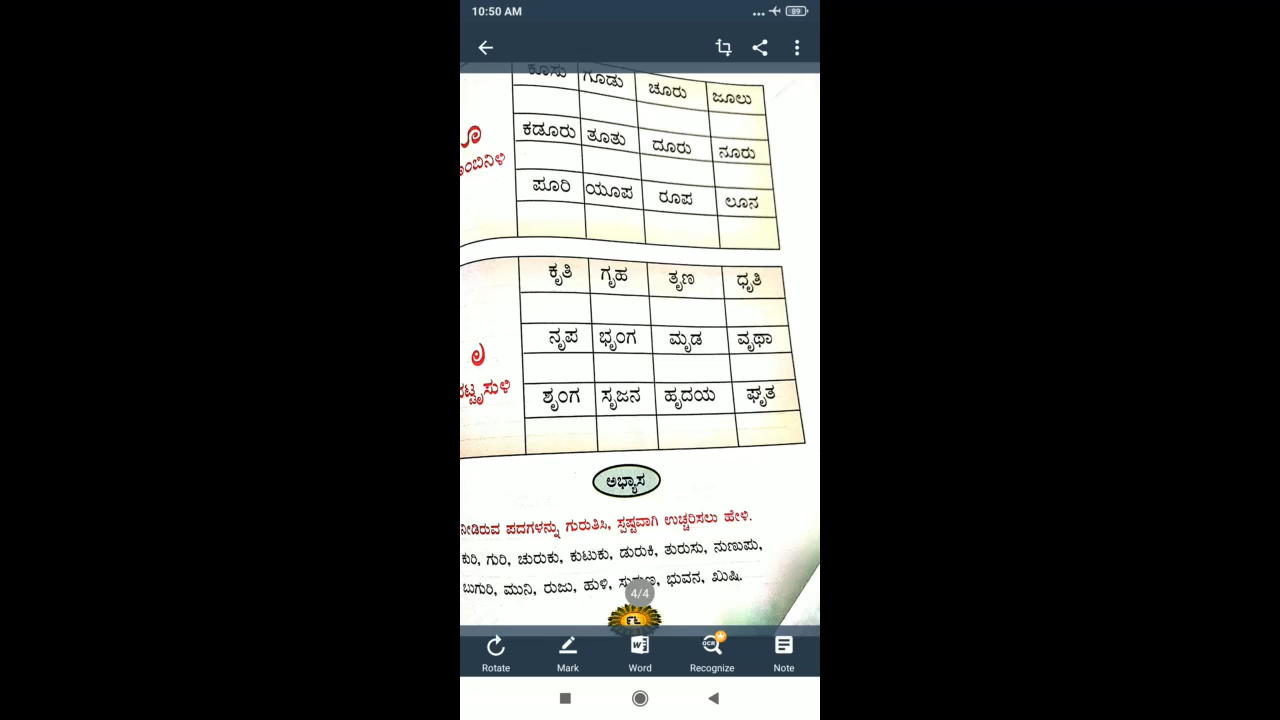 10:50 AM 89
ಕೂಸು ಗೂಡು ಚೂರು ಜೂಲು
ಕಡೂರು ತೂತು ದೂರು ನೂರು
ಪೂರಿ ಯೂಪ ರೂಪ ಲೂನ
ಕೃತಿ ಗೃಹ ತೃಣ ಧೃತಿ
ನೃಪ ಭೃಂಗ ಮೃಡ ವೃಥಾ
ಶೃಂಗ ಸೃಜನ ಹೃದಯ ಘೃತ
ಅಭ್ಯಾಸ
ನೀಡಿರುವ ಪದಗಳನ್ನು ಗುರುತಿಸಿ, ಸ್ಪಷ್ಟವಾಗಿ ಉಚ್ಚರಿಸಲು ಹೇಳಿ.
ಕುರಿ, ಗುರಿ, ಚುರುಕು, ಕುಟುಕು, ಡುರುಕಿ, ತುರುಸು, ನುಣುಪು,
ಬುಗುರಿ, ಮುನಿ, ರುಜು, ಹುಳಿ, ಭುವನ, ಖುಷಿ.
4/4
Rotate Mark Word Recognize Note